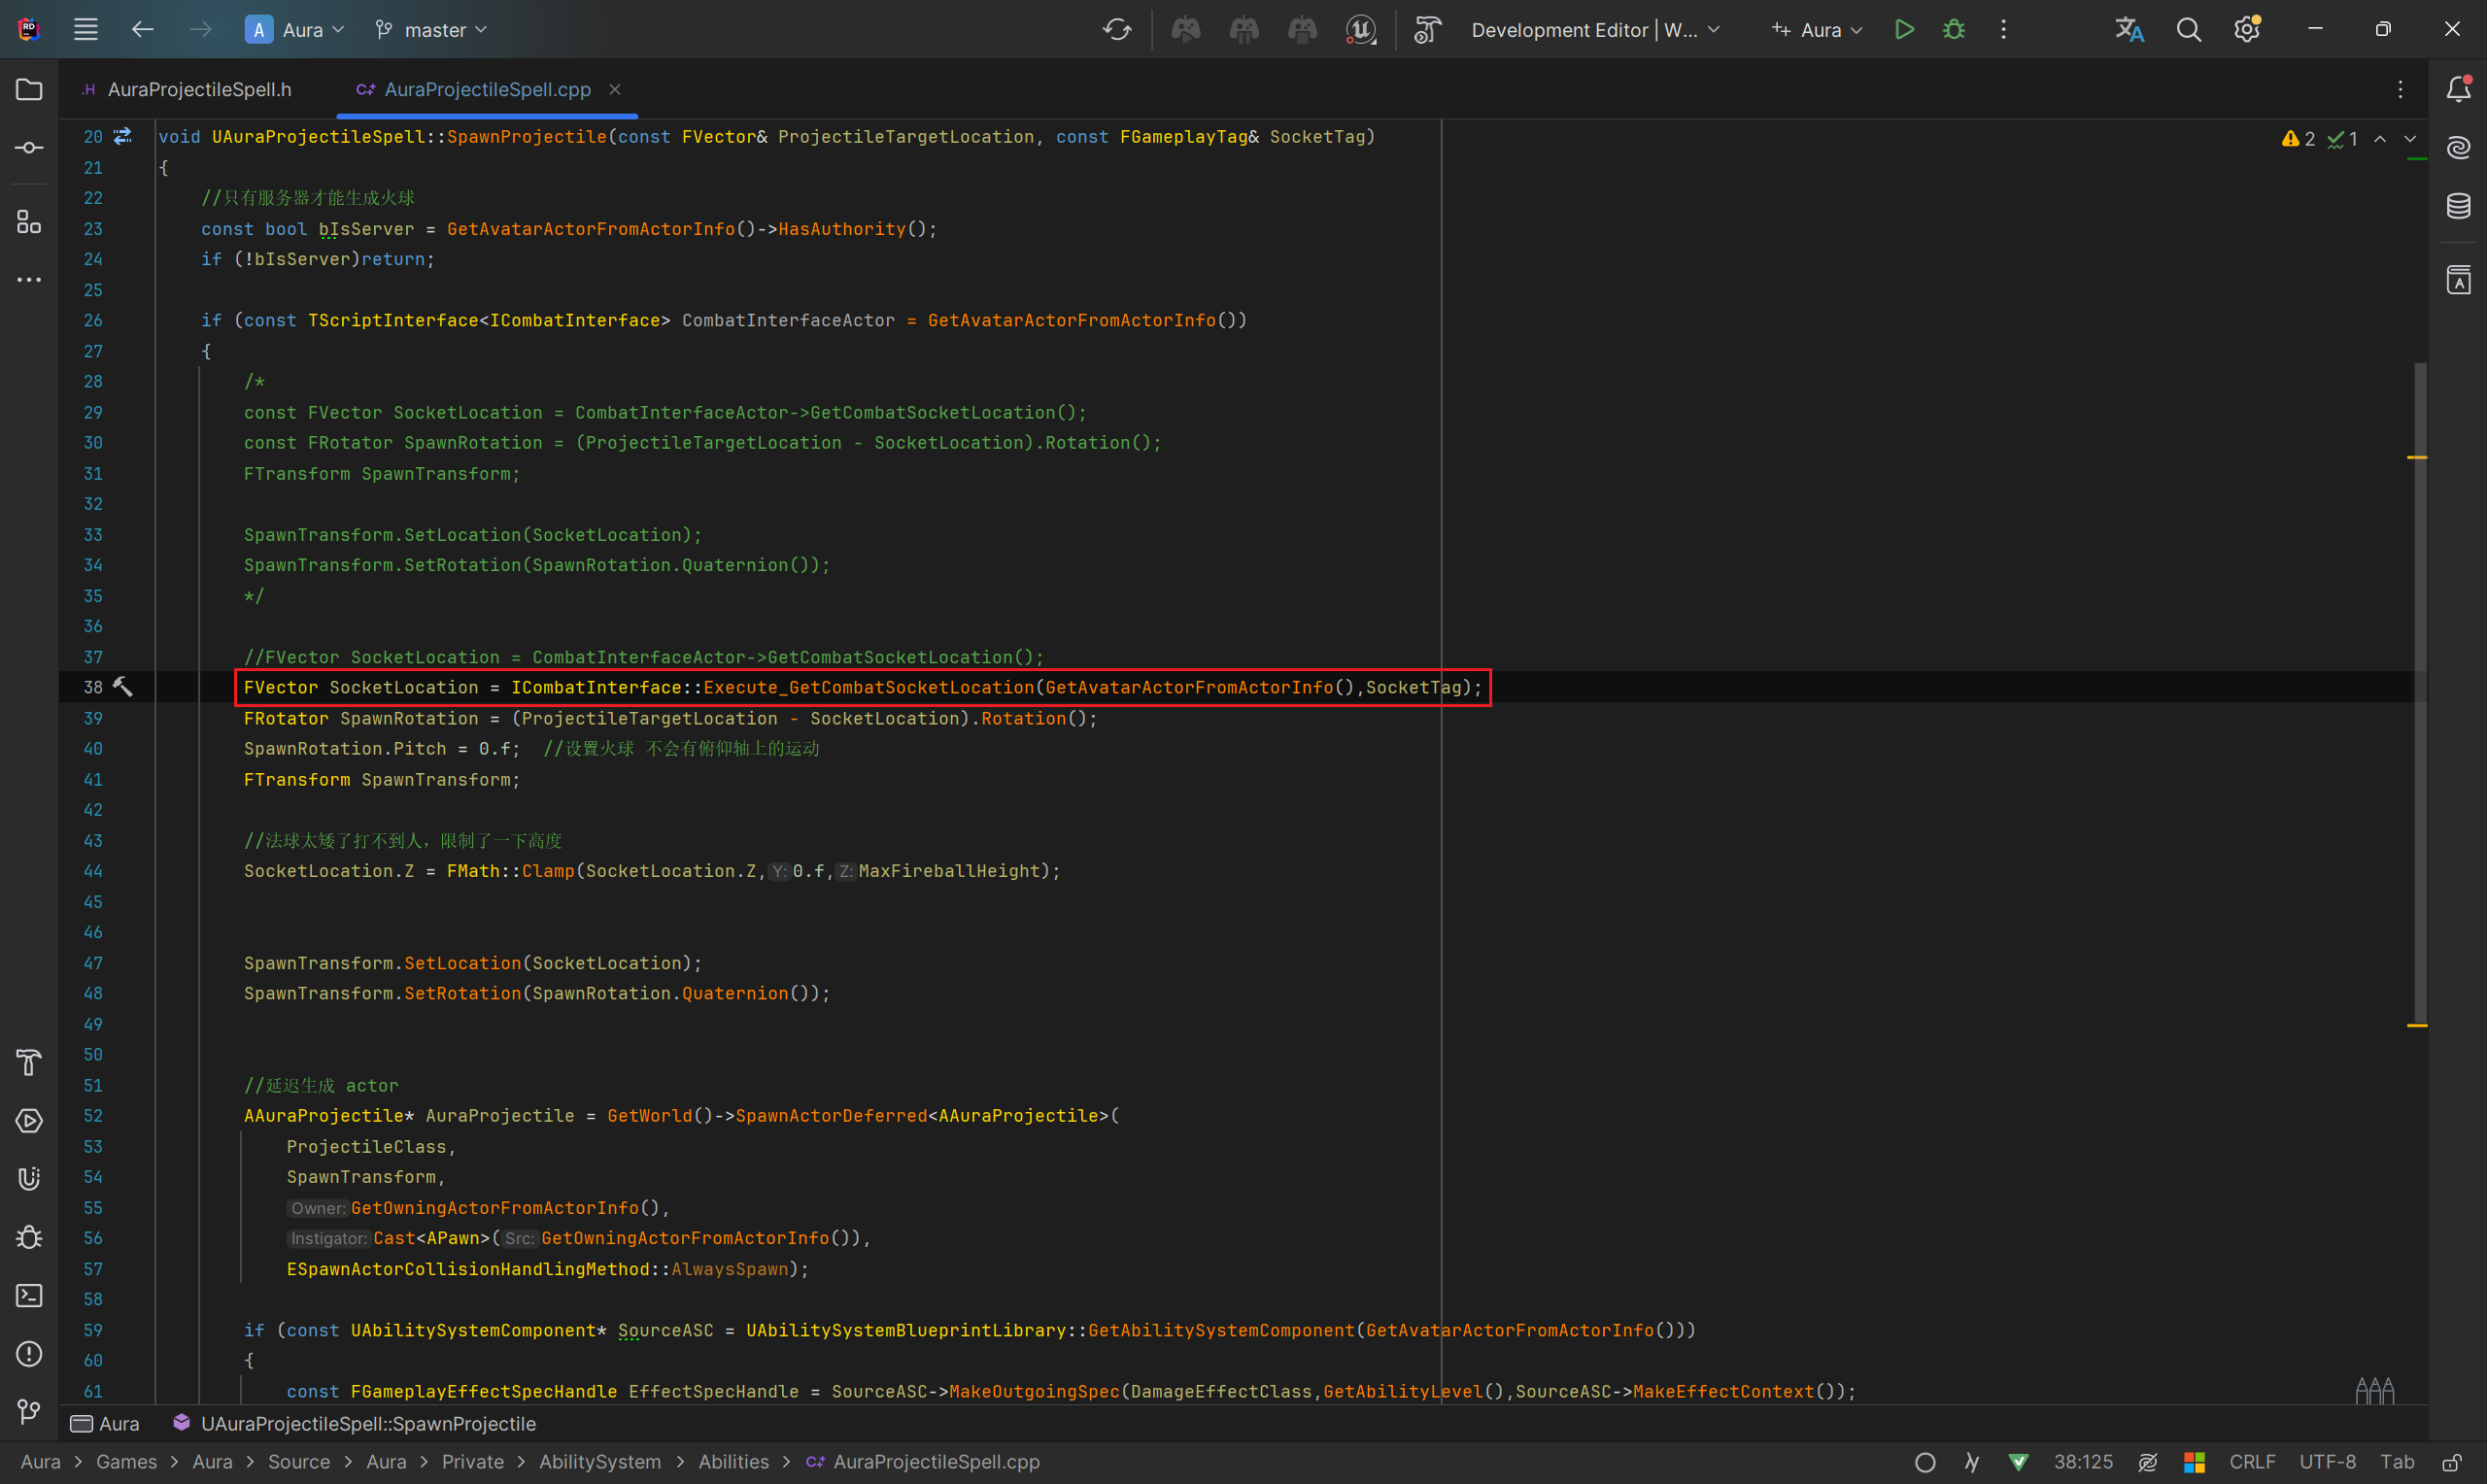 A Aura master Development Editor | W... Aura
.H AuraProjectileSpell.h C+ AuraProjectileSpell.cpp
20 void UAuraProjectileSpell::SpawnProjectile(const FVector& ProjectileTargetLocation, const FGameplayTag& SocketTag) 2 1
21 {
22 //只有服务器才能生成火球
23 const bool bIsServer = GetAvatarActorFromActorInfo()->HasAuthority();
24 if (!bIsServer)return;
25
26 if (const TScriptInterface<ICombatInterface> CombatInterfaceActor = GetAvatarActorFromActorInfo())
27 {
28 /*
29 const FVector SocketLocation = CombatInterfaceActor->GetCombatSocketLocation();
30 const FRotator SpawnRotation = (ProjectileTargetLocation - SocketLocation).Rotation();
31 FTransform SpawnTransform;
32
33 SpawnTransform.SetLocation(SocketLocation);
34 SpawnTransform.SetRotation(SpawnRotation.Quaternion());
35 */
36
37 //FVector SocketLocation = CombatInterfaceActor->GetCombatSocketLocation();
38 FVector SocketLocation = ICombatInterface::Execute_GetCombatSocketLocation(GetAvatarActorFromActorInfo(),SocketTag);
39 FRotator SpawnRotation = (ProjectileTargetLocation - SocketLocation).Rotation();
40 SpawnRotation.Pitch = 0.f; //设置火球 不会有俯仰轴上的运动
41 FTransform SpawnTransform;
42
43 //法球太矮了打不到人，限制了一下高度
44 SocketLocation.Z = FMath::Clamp(SocketLocation.Z, Y: 0.f, Z: MaxFireballHeight);
45
46
47 SpawnTransform.SetLocation(SocketLocation);
48 SpawnTransform.SetRotation(SpawnRotation.Quaternion());
49
50
51 //延迟生成 actor
52 AAuraProjectile* AuraProjectile = GetWorld()->SpawnActorDeferred<AAuraProjectile>(
53 ProjectileClass,
54 SpawnTransform,
55 Owner: GetOwningActorFromActorInfo(),
56 Instigator: Cast<APawn>( Src: GetOwningActorFromActorInfo()),
57 ESpawnActorCollisionHandlingMethod::AlwaysSpawn);
58
59 if (const UAbilitySystemComponent* SourceASC = UAbilitySystemBlueprintLibrary::GetAbilitySystemComponent(GetAvatarActorFromActorInfo()))
60 {
61 const FGameplayEffectSpecHandle EffectSpecHandle = SourceASC->MakeOutgoingSpec(DamageEffectClass,GetAbilityLevel(),SourceASC->MakeEffectContext());
Aura UAuraProjectileSpell::SpawnProjectile
Aura > Games > Aura > Source > Aura > Private > AbilitySystem > Abilities > C+ AuraProjectileSpell.cpp 38:125 CRLF UTF-8 Tab